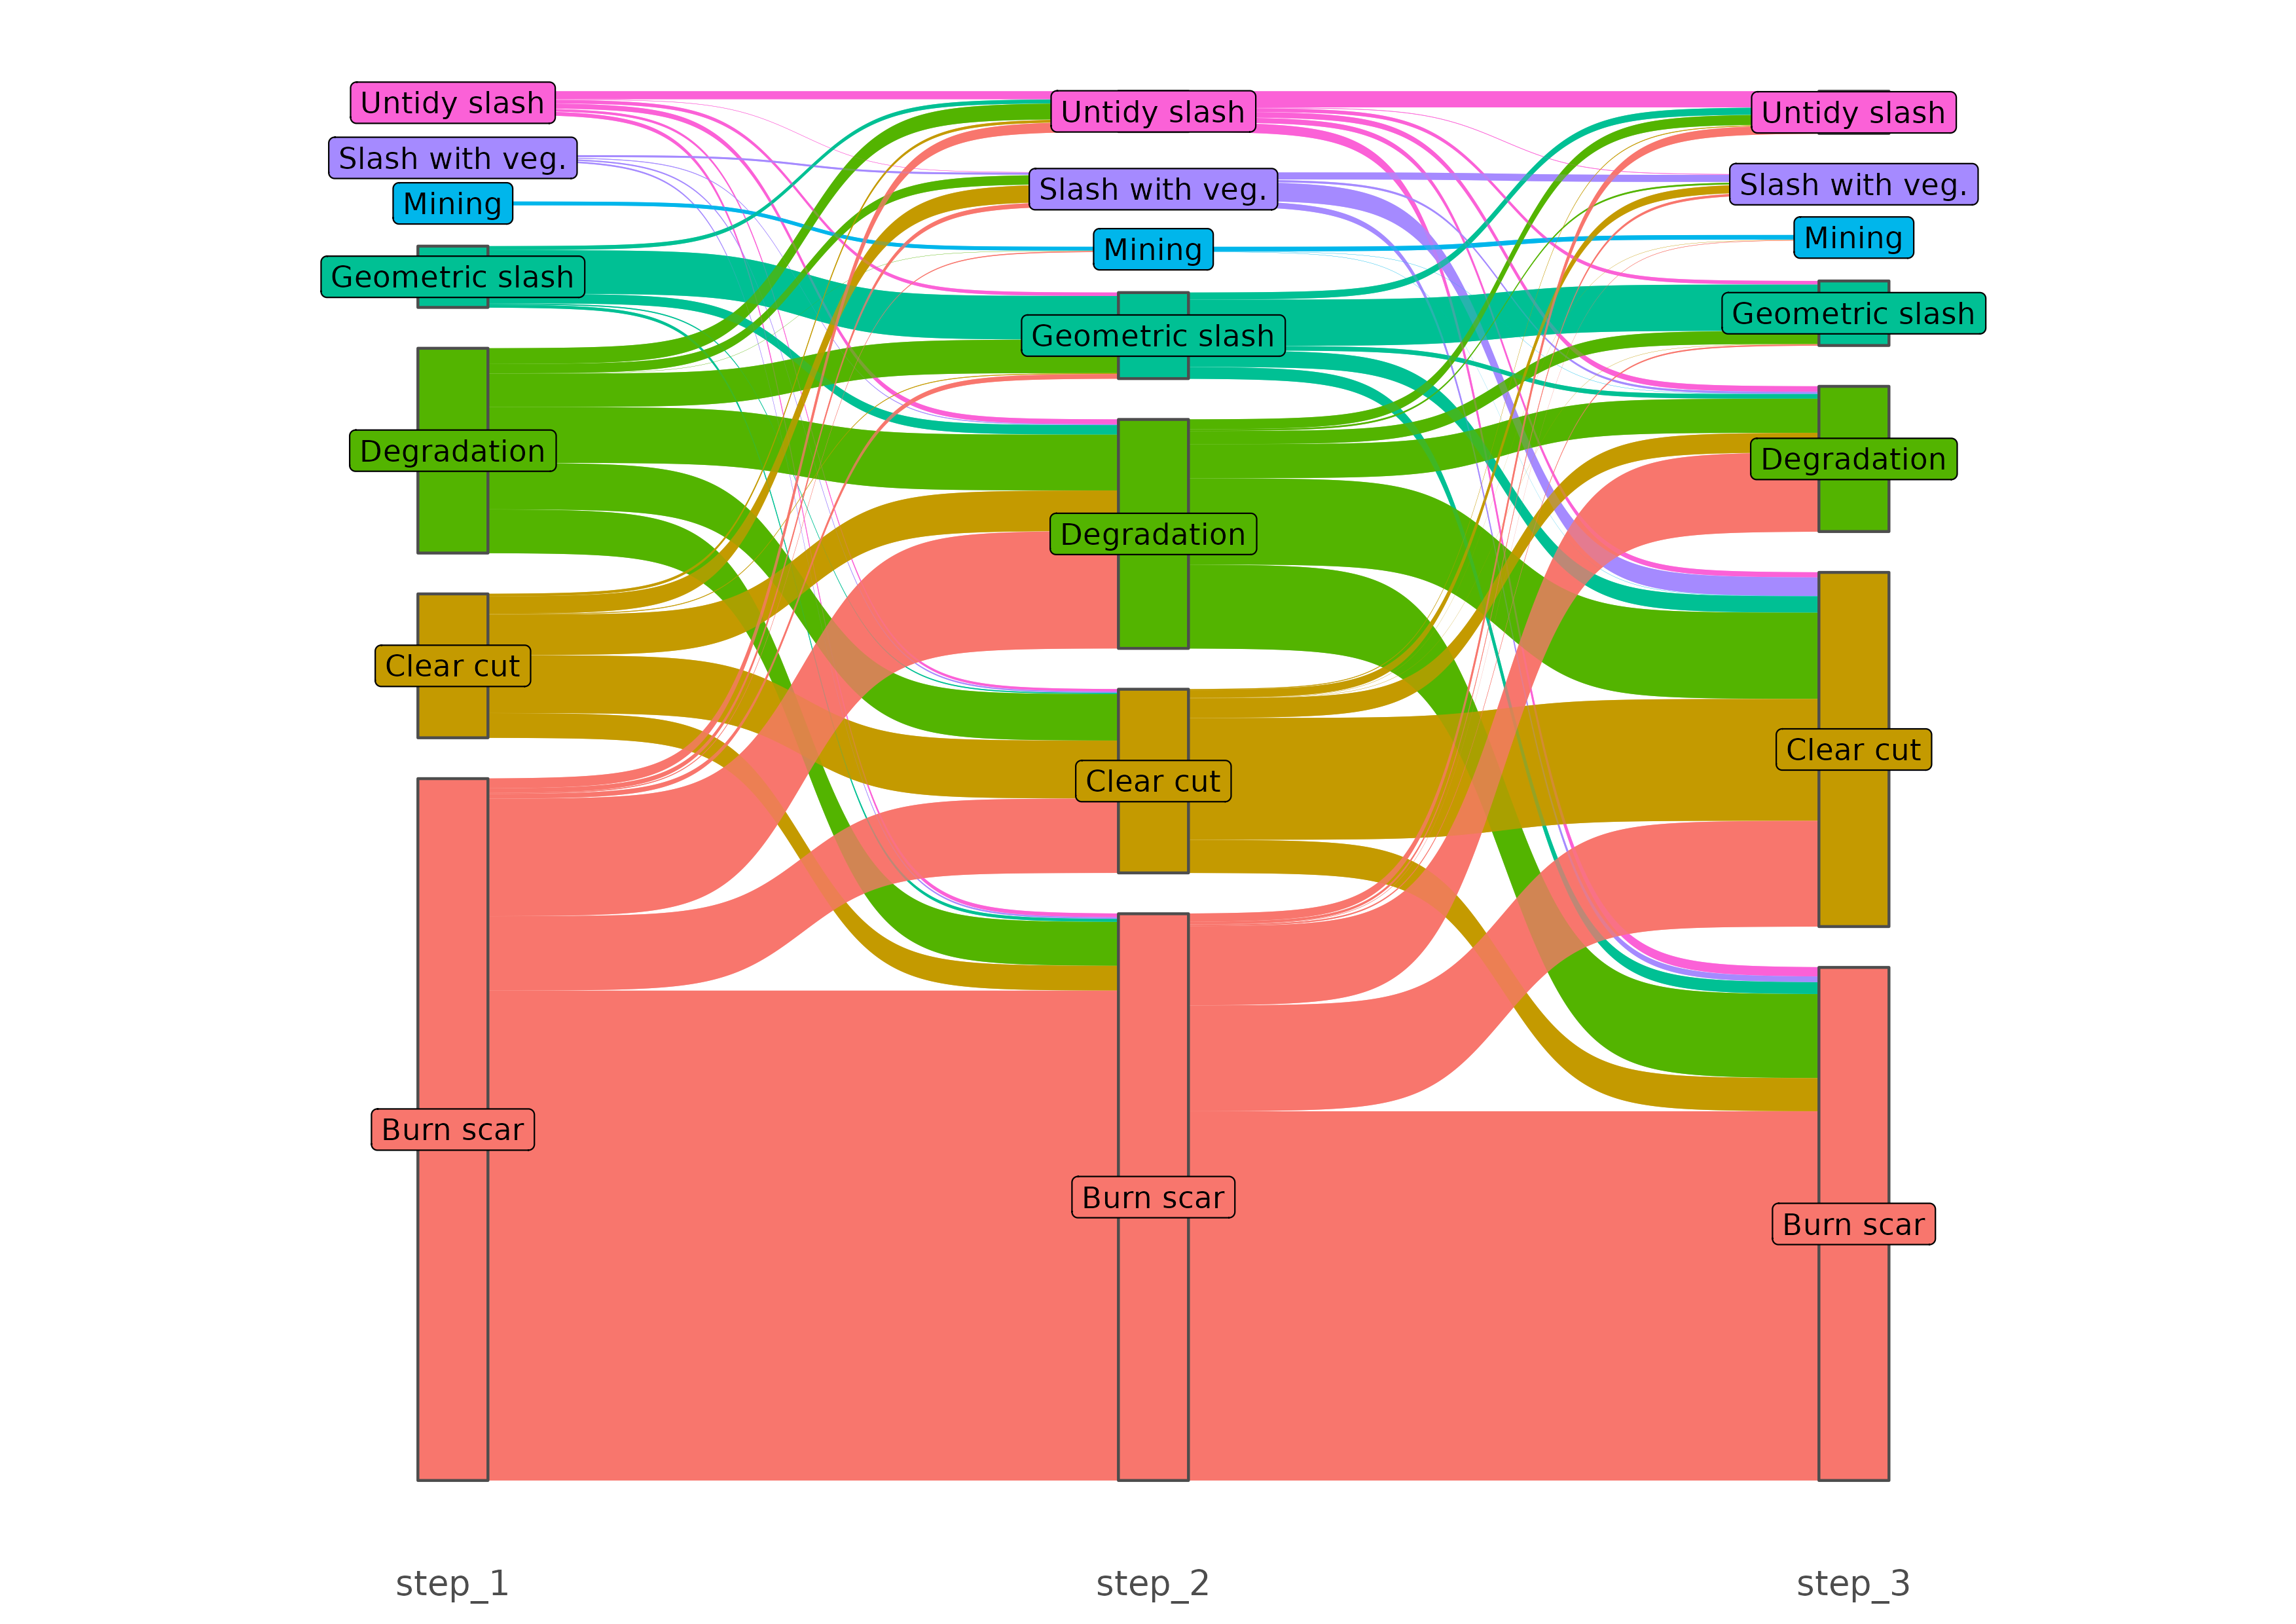 Untidy slash
Slash with veg.
Mining
Geometric slash
Degradation
Clear cut
Burn scar
Untidy slash
Slash with veg.
Mining
Geometric slash
Degradation
Clear cut
Burn scar
Untidy slash
Slash with veg.
Mining
Geometric slash
Degradation
Clear cut
Burn scar
step_1
step_2
step_3